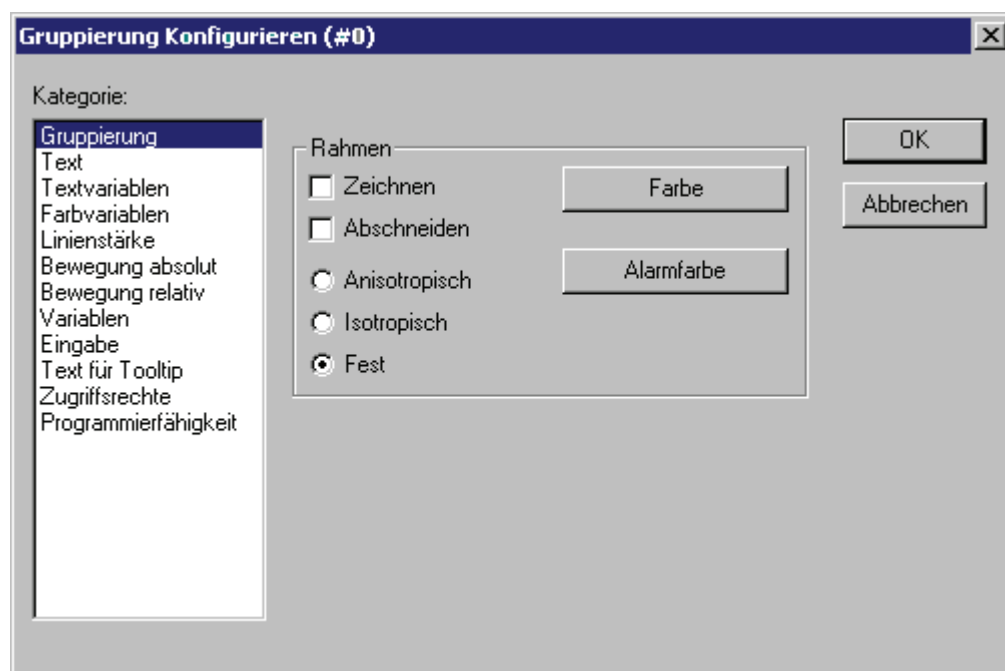 Gruppierung Konfigurieren (#0)
Kategorie:
Gruppierung
Text
Textvariablen
Farbvariablen
Linienstärke
Bewegung absolut
Bewegung relativ
Variablen
Eingabe
Text für Tooltip
Zugriffsrechte
Programmierfähigkeit
Rahmen
Zeichnen
Abschneiden
Anisotropisch
Isotropisch
Fest
Farbe
Alarmfarbe
OK
Abbrechen